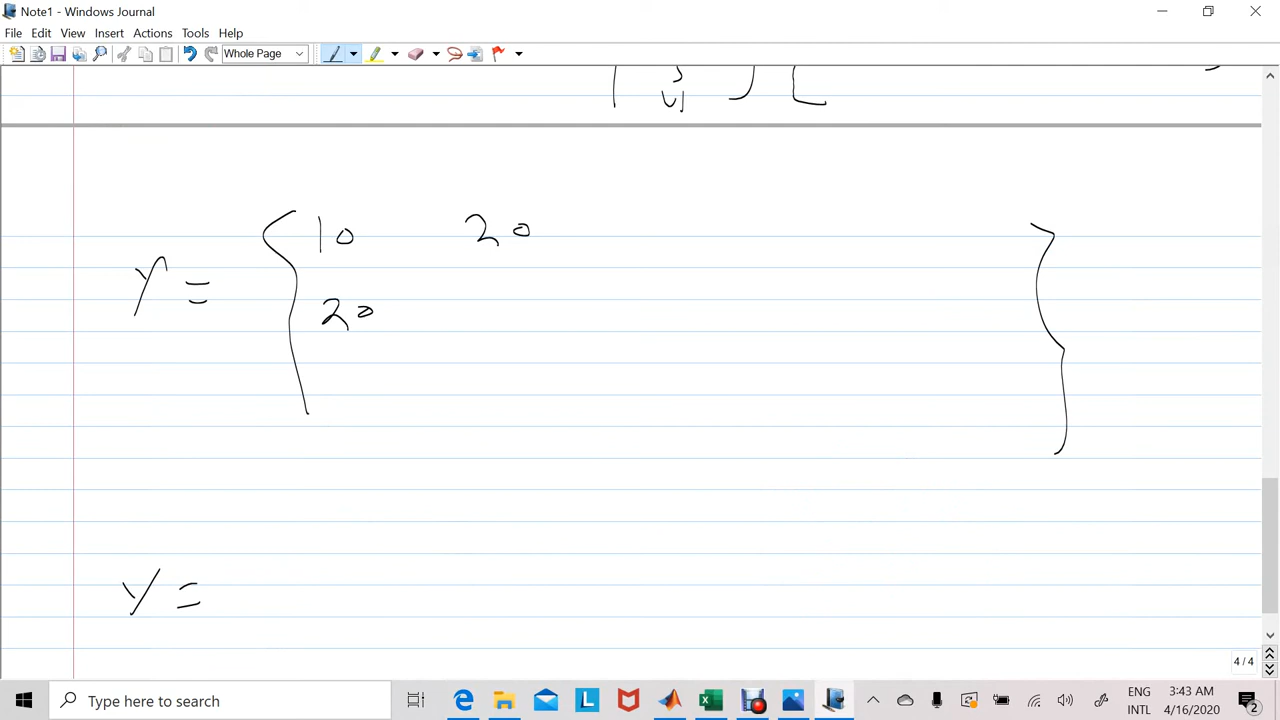 Note1 - Windows Journal
File Edit View Insert Actions Tools Help
Whole Page
10 20
Y =
20
Y =
4 / 4
Type here to search
L
ENG 3:43 AM
INTL 4/16/2020
2